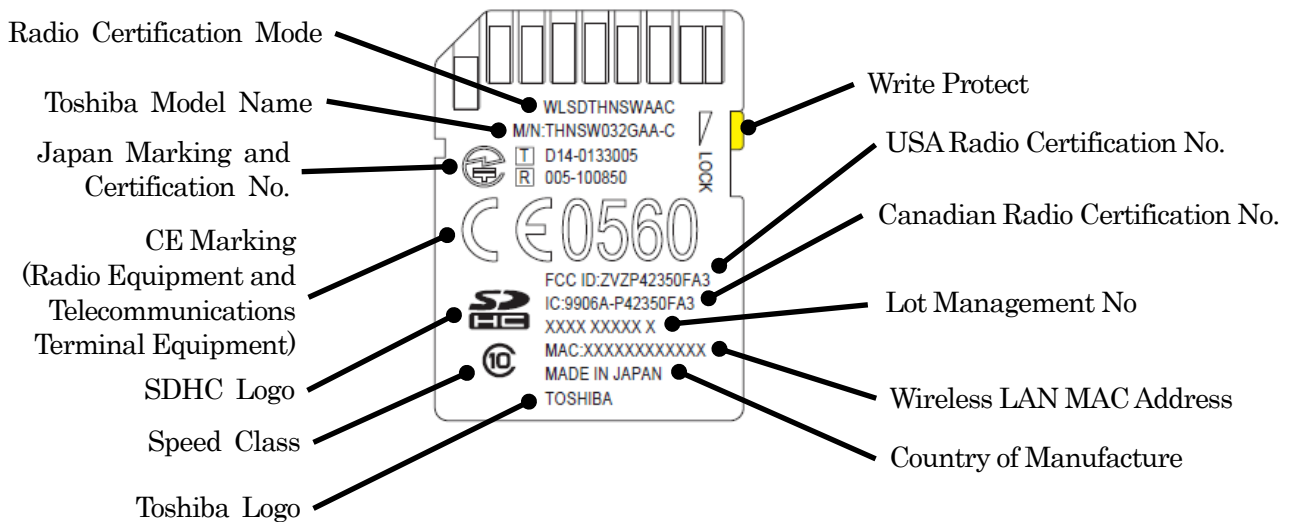 Radio Certification Mode
Toshiba Model Name
Japan Marking and
Certification No.
CE Marking
(Radio Equipment and
Telecommunications
Terminal Equipment)
SDHC Logo
Speed Class
Toshiba Logo
WLSDTHNSWAAC
M/N:THNSW032GAA-C
T D14-0133005
R 005-100850
LOCK
CE0560
FCC ID:ZVZP42350FA3
SD HC
IC:9906A-P42350FA3
XXXX XXXXX X
10
MAC:XXXXXXXXXXXX
MADE IN JAPAN
TOSHIBA
Write Protect
USA Radio Certification No.
Canadian Radio Certification No.
Lot Management No
Wireless LAN MAC Address
Country of Manufacture